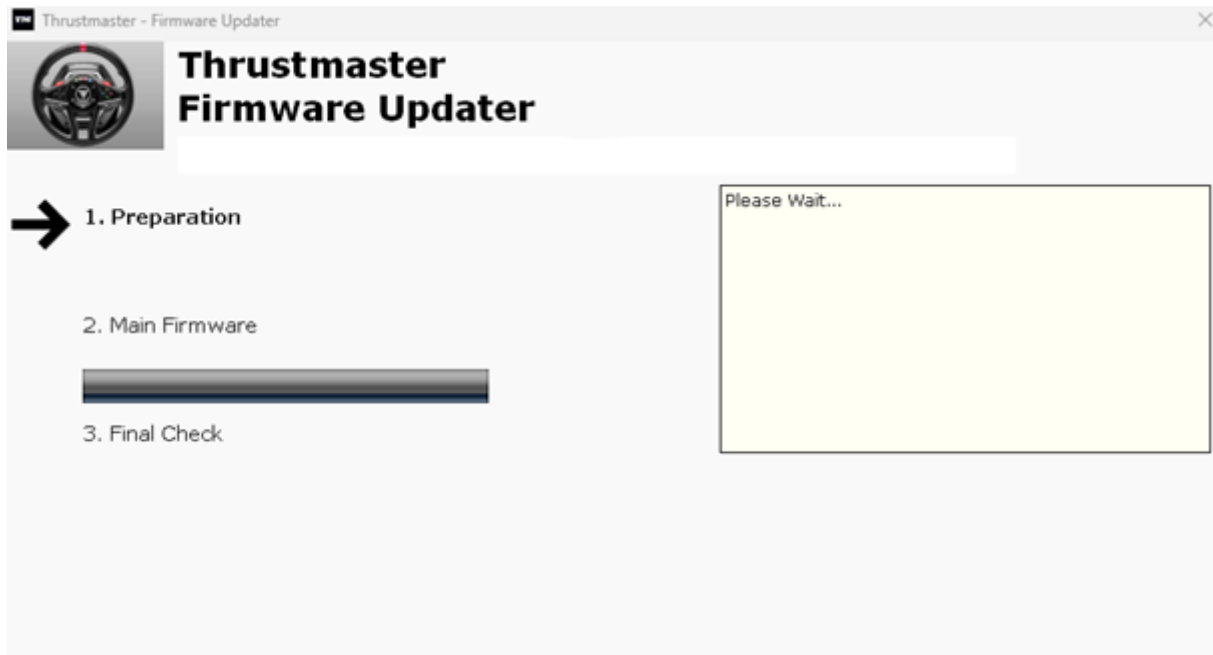 Thrustmaster - Firmware Updater
Thrustmaster
Firmware Updater
1. Preparation
Please Wait...
2. Main Firmware
3. Final Check